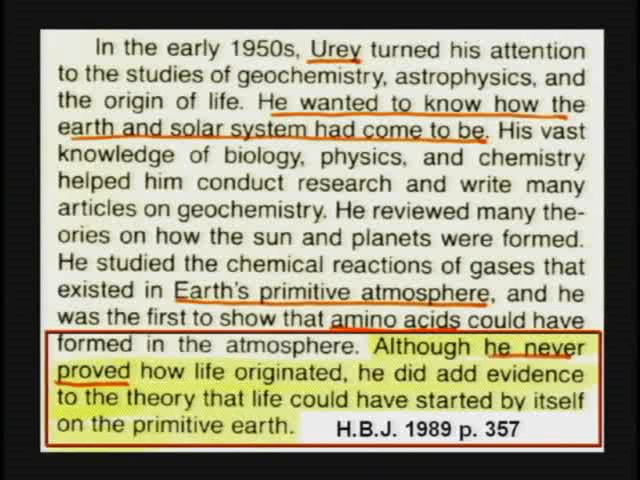 In the early 1950s, Urey turned his attention
to the studies of geochemistry, astrophysics, and
the origin of life. He wanted to know how the
earth and solar system had come to be. His vast
knowledge of biology, physics, and chemistry
helped him conduct research and write many
articles on geochemistry. He reviewed many the-
ories on how the sun and planets were formed.
He studied the chemical reactions of gases that
existed in Earth's primitive atmosphere, and he
was the first to show that amino acids could have
formed in the atmosphere. Although he never
proved how life originated, he did add evidence
to the theory that life could have started by itself
on the primitive earth. H.B.J. 1989 p. 357